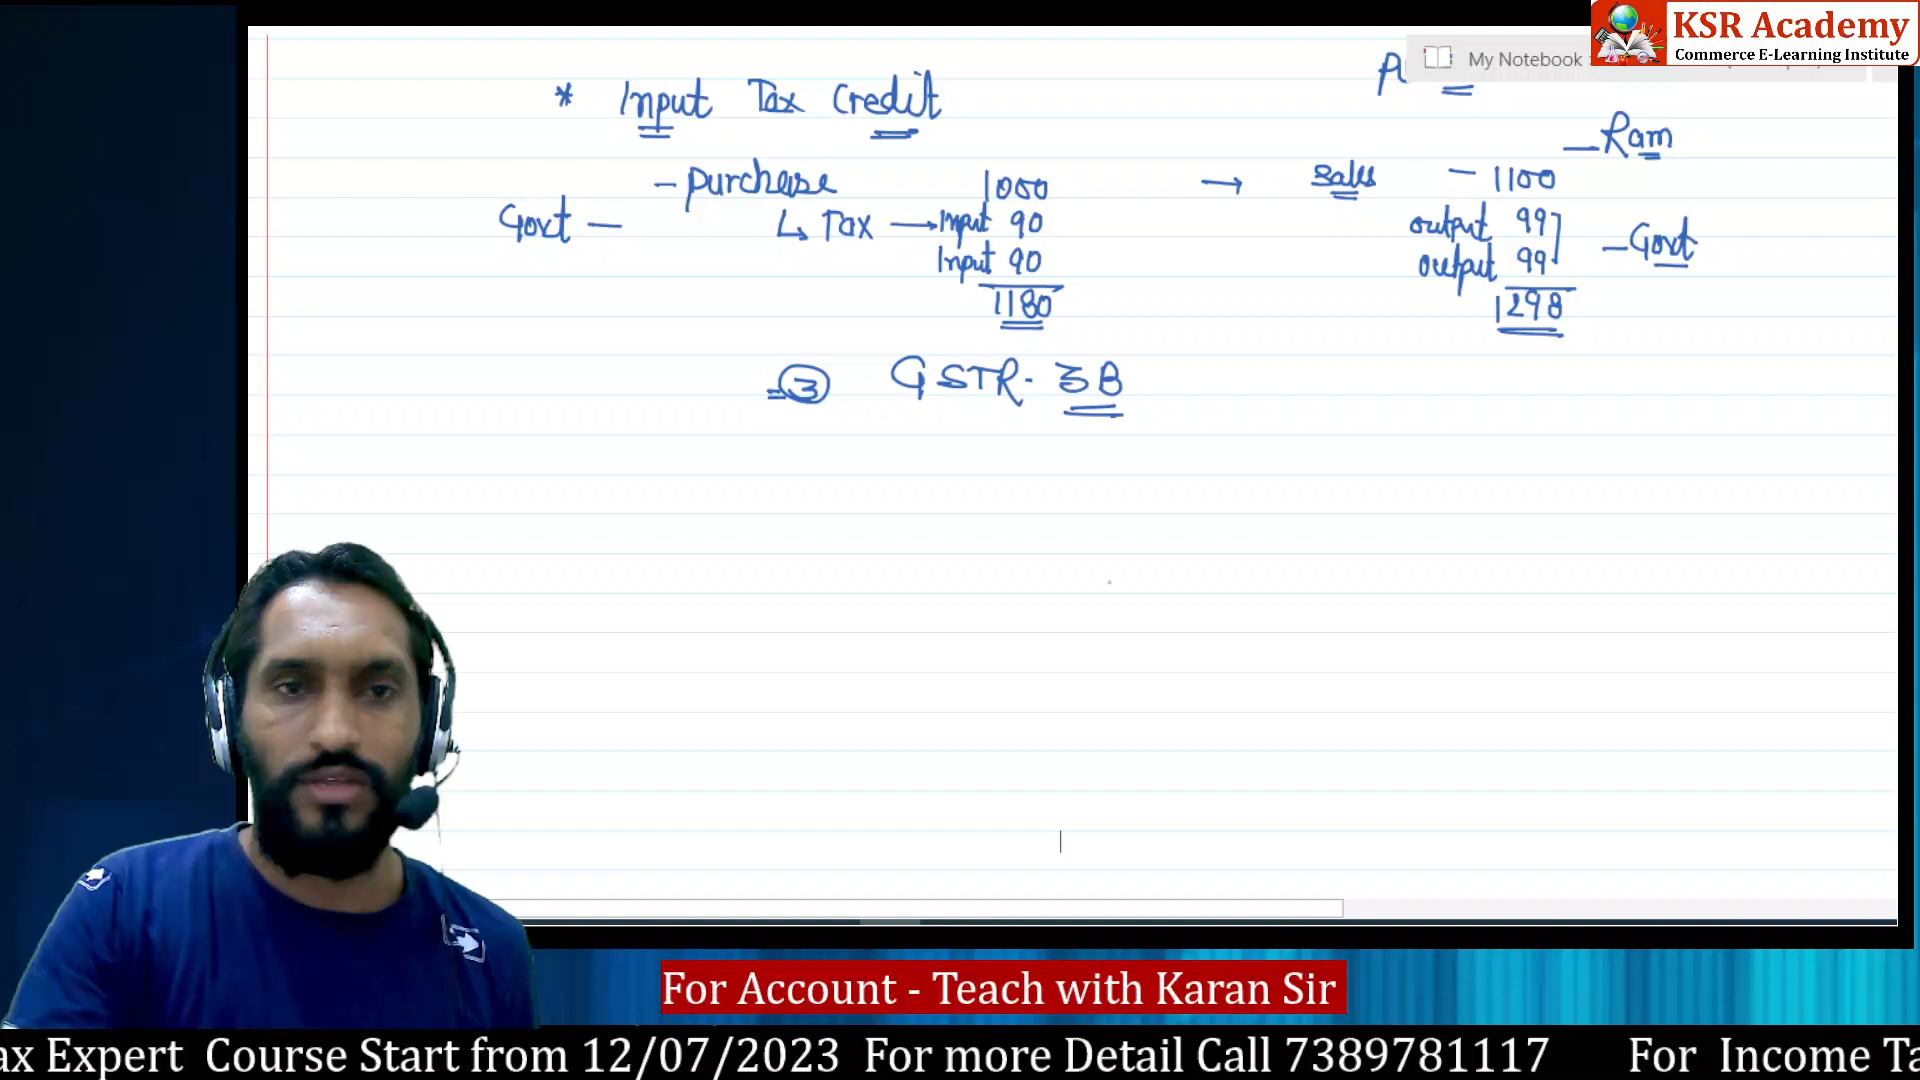 KSR Academy
Commerce E-Learning Institute
My Notebook
* Input Tax Credit
- Ram
- Purchase 1000 → Sales - 1100
Govt - ↳ Tax → Input 90 output 99 - Govt
Input 90 output 99
1180 1298
= 3 GSTR- 3B
For Account - Teach with Karan Sir
ax Expert Course Start from 12/07/2023 For more Detail Call 7389781117 For Income Ta